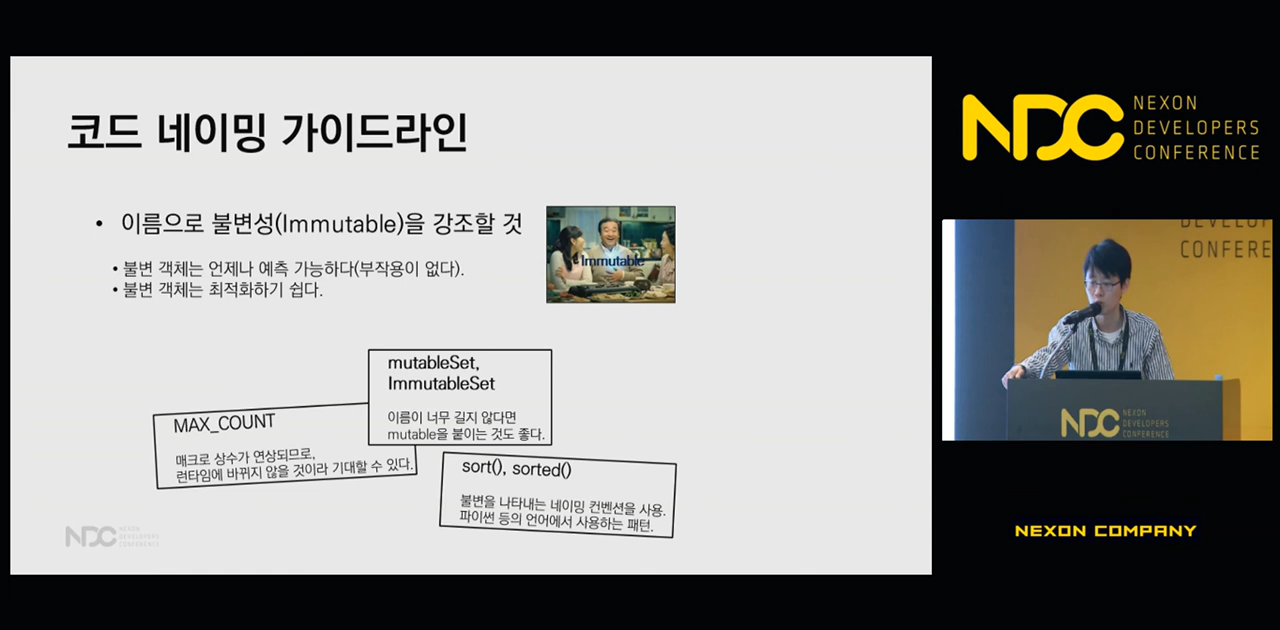 코드 네이밍 가이드라인
• 이름으로 불변성(Immutable)을 강조할 것
• 불변 객체는 언제나 예측 가능하다(부작용이 없다).
• 불변 객체는 최적화하기 쉽다.
Immutable
mutableSet,
ImmutableSet
이름이 너무 길지 않다면
mutable을 붙이는 것도 좋다.
MAX_COUNT
매크로 상수가 연상되므로,
런타임에 바뀌지 않을 것이라 기대할 수 있다.
sort(), sorted()
불변을 나타내는 네이밍 컨벤션을 사용.
파이썬 등의 언어에서 사용하는 패턴.
NDC
NEXON
DEVELOPERS
CONFERENCE
NDC
NEXON
DEVELOPERS
CONFERENCE
DEVELOP
CONFERE
NDC
NEXON
DEVELOPERS
CONFERENCE
NEXON COMPANY